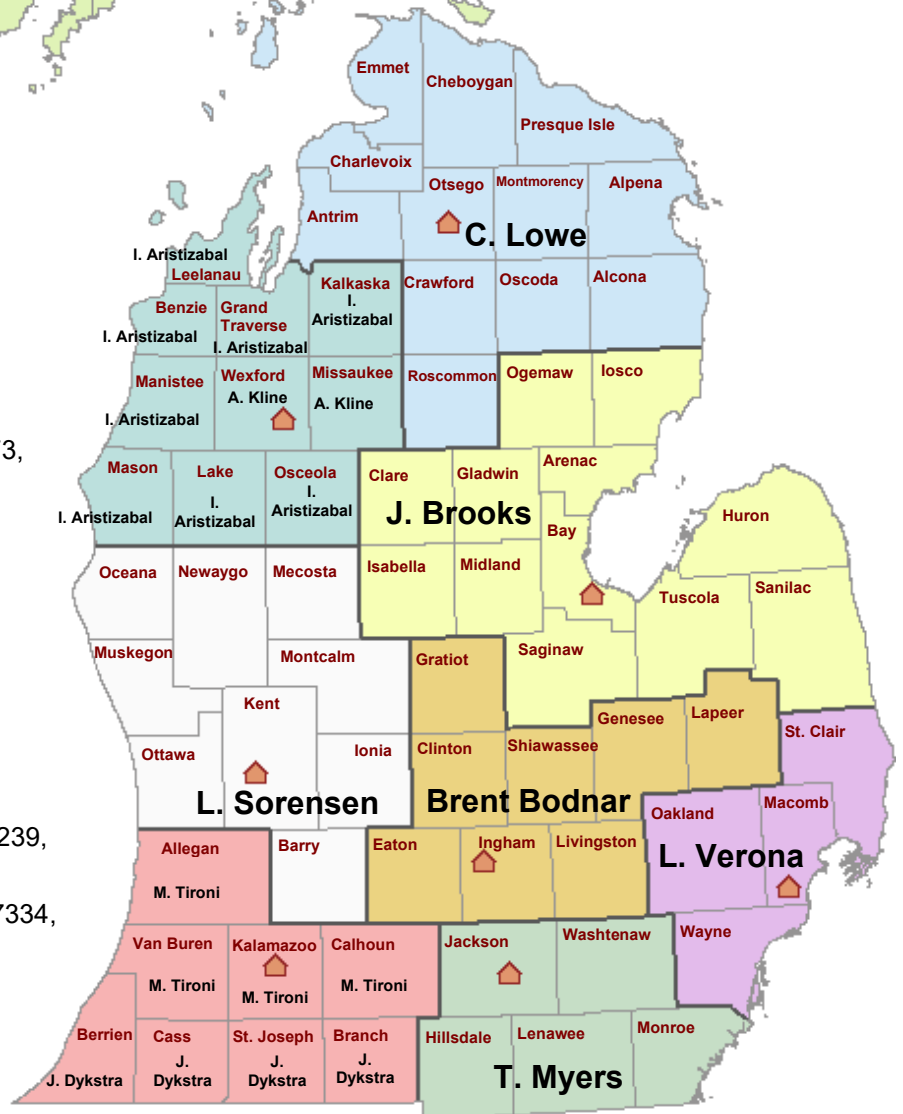 Emmet
Cheboygan
Presque Isle
Charlevoix
Otsego
Montmorency
Alpena
Antrim
C. Lowe
I. Aristizabal
Leelanau
Kalkaska
I.
Aristizabal
Crawford
Oscoda
Alcona
Benzie
I. Aristizabal
Grand
Traverse
I. Aristizabal
Manistee
I. Aristizabal
Wexford
A. Kline
Missaukee
A. Kline
Roscommon
Ogemaw
Iosco
3,
Mason
I. Aristizabal
Lake
I.
Aristizabal
Osceola
I.
Aristizabal
Clare
Gladwin
Arenac
J. Brooks
Bay
Huron
Isabella
Midland
Tuscola
Sanilac
Oceana
Newaygo
Mecosta
Muskegon
Montcalm
Gratiot
Saginaw
Kent
Genesee
Lapeer
Ottawa
Ionia
Clinton
Shiawassee
St. Clair
L. Sorensen
Brent Bodnar
Oakland
Macomb
239,
Allegan
M. Tironi
Barry
Eaton
Ingham
Livingston
L. Verona
7334,
Van Buren
M. Tironi
Kalamazoo
M. Tironi
Calhoun
M. Tironi
Jackson
Washtenaw
Wayne
Berrien
J. Dykstra
Cass
J.
Dykstra
St. Joseph
J.
Dykstra
Branch
J.
Dykstra
Hillsdale
Lenawee
Monroe
T. Myers